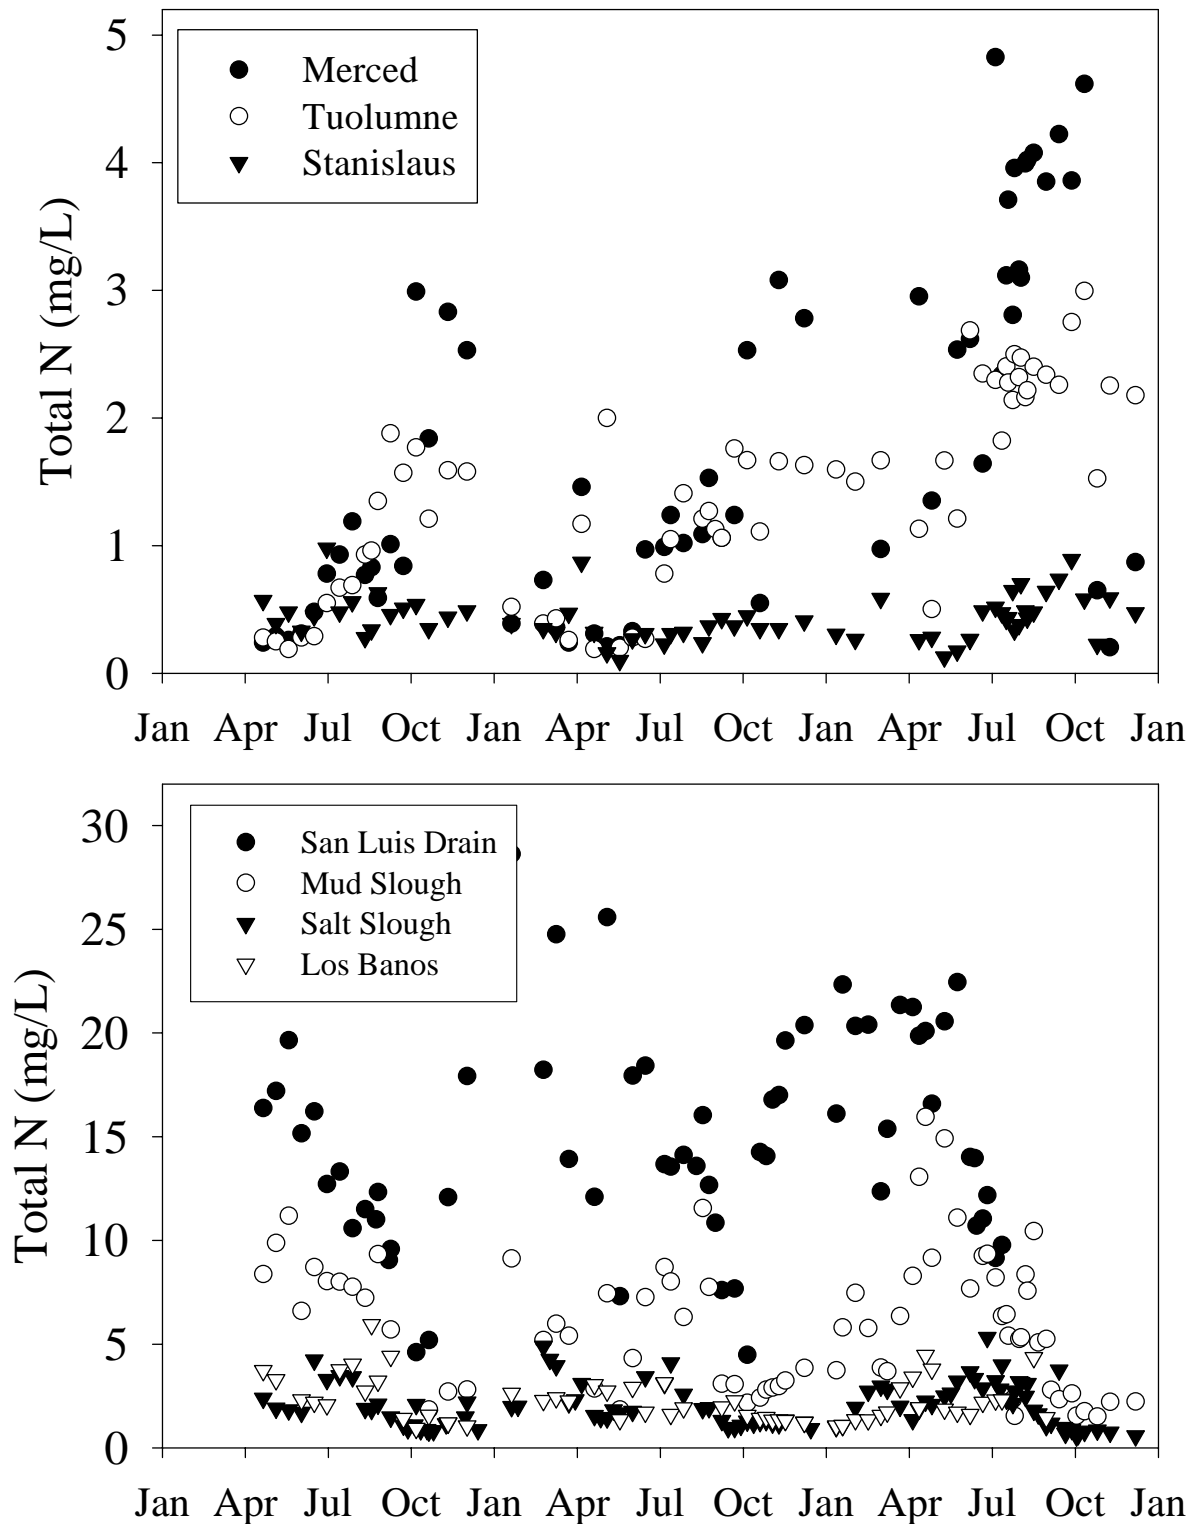 5
4
3
2
1
0
Total N (mg/L)
Merced
Tuolumne
Stanislaus
Jan Apr Jul Oct Jan Apr Jul Oct Jan Apr Jul Oct Jan
30
25
20
15
10
5
0
Total N (mg/L)
San Luis Drain
Mud Slough
Salt Slough
Los Banos
Jan Apr Jul Oct Jan Apr Jul Oct Jan Apr Jul Oct Jan